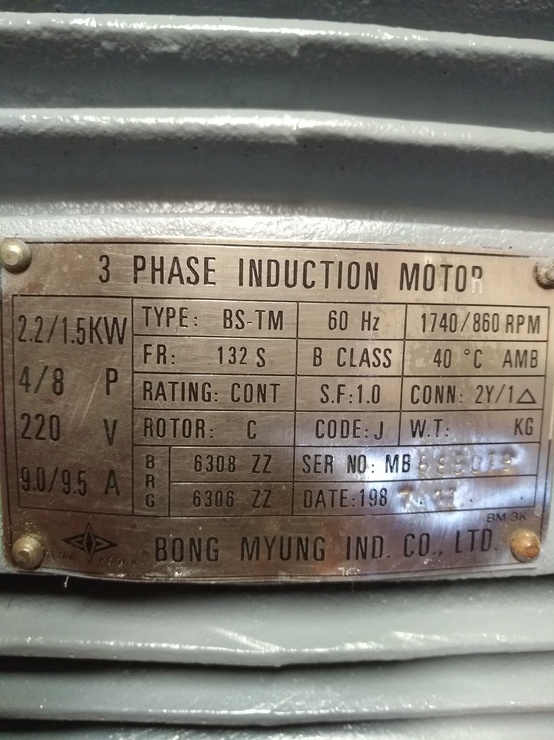 3 PHASE INDUCTION MOTOR
2.2/1.5KW
4/8 P
220 V
9.0/9.5 A
TYPE: BS-TM 60 Hz 1740/860 RPM
FR: 132 S B CLASS 40 °C AMB
RATING: CONT S.F:1.0 CONN: 2Y/1△
ROTOR: C CODE: J W.T: KG
BRG 6308 ZZ SER NO: MB
6306 ZZ DATE: 198
BM-3K
KOREA
BONG MYUNG IND. CO., LTD.